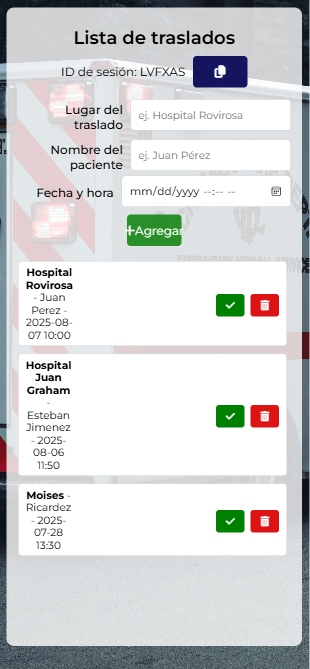 Lista de traslados
ID de sesión: LVFXAS
Lugar del
traslado
ej. Hospital Rovirosa
Nombre del
paciente
ej. Juan Pérez
Fecha y hora
mm/dd/yyyy --:-- --
+Agregar
Hospital
Rovirosa
- Juan
Perez -
2025-08-
07 10:00
Hospital
Juan
Graham
-
Esteban
Jimenez
- 2025-
08-06
11:50
Moises -
Ricardez
- 2025-
07-28
13:30